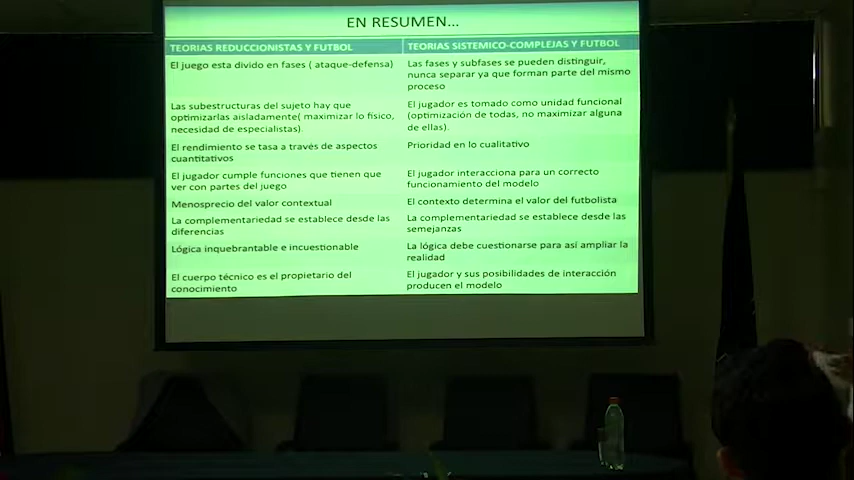 EN RESUMEN...
TEORIAS REDUCCIONISTAS Y FUTBOL
TEORIAS SISTEMICO-COMPLEJAS Y FUTBOL
El juego esta divido en fases ( ataque-defensa)
Las fases y subfases se pueden distinguir,
nunca separar ya que forman parte del mismo
proceso
Las subestructuras del sujeto hay que
optimizarlas aisladamente( maximizar lo físico,
necesidad de especialistas).
El jugador es tomado como unidad funcional
(optimización de todas, no maximizar alguna
de ellas).
El rendimiento se tasa a través de aspectos
cuantitativos
Prioridad en lo cualitativo
El jugador cumple funciones que tienen que
ver con partes del juego
El jugador interacciona para un correcto
funcionamiento del modelo
Menosprecio del valor contextual
El contexto determina el valor del futbolista
La complementariedad se establece desde las
diferencias
La complementariedad se establece desde las
semejanzas
Lógica inquebrantable e incuestionable
La lógica debe cuestionarse para así ampliar la
realidad
El cuerpo técnico es el propietario del
conocimiento
El jugador y sus posibilidades de interacción
producen el modelo